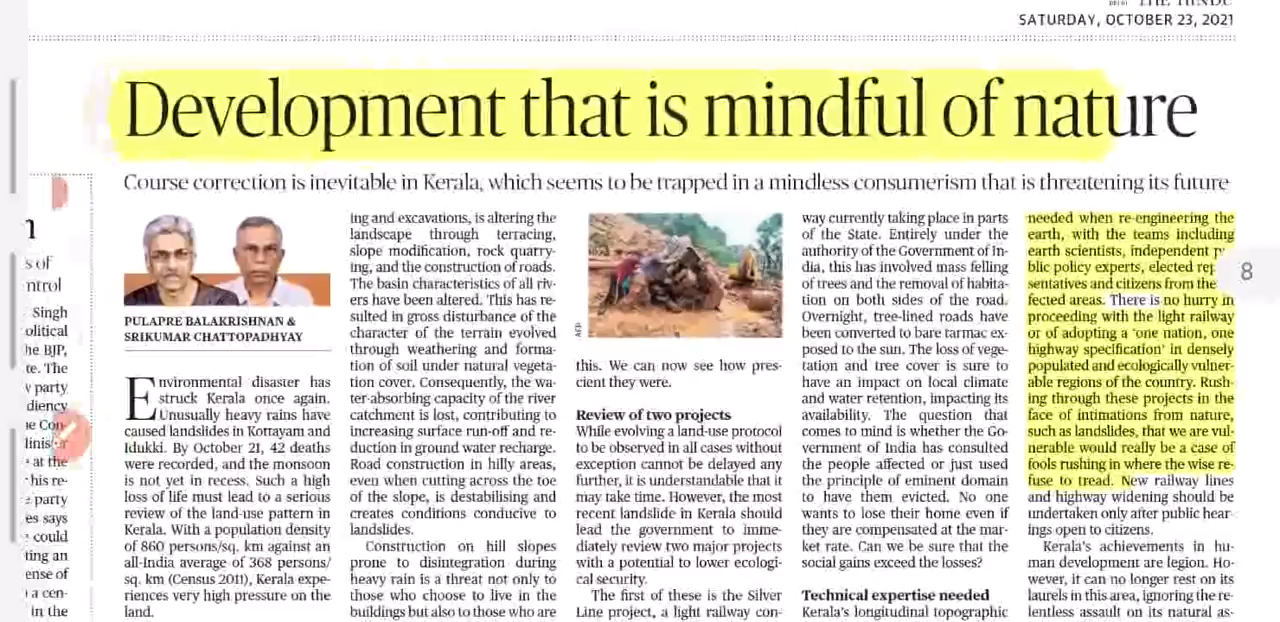 THE HINDU
SATURDAY, OCTOBER 23, 2021
Development that is mindful of nature
Course correction is inevitable in Kerala, which seems to be trapped in a mindless consumerism that is threatening its future
s of
ntrol
Singh
olitical
he BJP,
te. The
party
diency
at the
his re-
party
es says
could
ting an
ense of
a cen-
in the
PULAPRE BALAKRISHNAN &
SRIKUMAR CHATTOPADHYAY
Environmental disaster has
struck Kerala once again.
Unusually heavy rains have
caused landslides in Kottayam and
Idukki. By October 21, 42 deaths
were recorded, and the monsoon
is not yet in recess. Such a high
loss of life must lead to a serious
review of the land-use pattern in
Kerala. With a population density
of 860 persons/sq. km against an
all-India average of 368 persons/
sq. km (Census 2011), Kerala expe-
riences very high pressure on the
land.
ing and excavations, is altering the
landscape through terracing,
slope modification, rock quarry-
ing, and the construction of roads.
The basin characteristics of all riv-
ers have been altered. This has re-
sulted in gross disturbance of the
character of the terrain evolved
through weathering and forma-
tion of soil under natural vegeta-
tion cover. Consequently, the wa-
ter-absorbing capacity of the river
catchment is lost, contributing to
increasing surface run-off and re-
duction in ground water recharge.
Road construction in hilly areas,
even when cutting across the toe
of the slope, is destabilising and
creates conditions conducive to
landslides.
Construction on hill slopes
prone to disintegration during
heavy rain is a threat not only to
those who choose to live in the
buildings but also to those who are
AFP
this. We can now see how pres-
cient they were.
Review of two projects
While evolving a land-use protocol
to be observed in all cases without
exception cannot be delayed any
further, it is understandable that it
may take time. However, the most
recent landslide in Kerala should
lead the government to imme-
diately review two major projects
with a potential to lower ecologi-
cal security.
The first of these is the Silver
Line project, a light railway con-
way currently taking place in parts
of the State. Entirely under the
authority of the Government of In-
dia, this has involved mass felling
of trees and the removal of habita-
tion on both sides of the road.
Overnight, tree-lined roads have
been converted to bare tarmac ex-
posed to the sun. The loss of vege-
tation and tree cover is sure to
have an impact on local climate
and water retention, impacting its
availability. The question that
comes to mind is whether the Go-
vernment of India has consulted
the people affected or just used
the principle of eminent domain
to have them evicted. No one
wants to lose their home even if
they are compensated at the mar-
ket rate. Can we be sure that the
social gains exceed the losses?
Technical expertise needed
Kerala's longitudinal topographic
needed when re-engineering the
earth, with the teams including
earth scientists, independent
blic policy experts, elected rep
sentatives and citizens from the
fected areas. There is no hurry in
proceeding with the light railway
or of adopting a 'one nation, one
highway specification' in densely
populated and ecologically vulner-
able regions of the country. Rush-
ing through these projects in the
face of intimations from nature,
such as landslides, that we are vul-
nerable would really be a case of
fools rushing in where the wise re-
fuse to tread. New railway lines
and highway widening should be
undertaken only after public hear-
ings open to citizens.
Kerala's achievements in hu-
man development are legion. Ho-
wever, it can no longer rest on its
laurels in this area, ignoring the re-
lentless assault on its natural as-
8